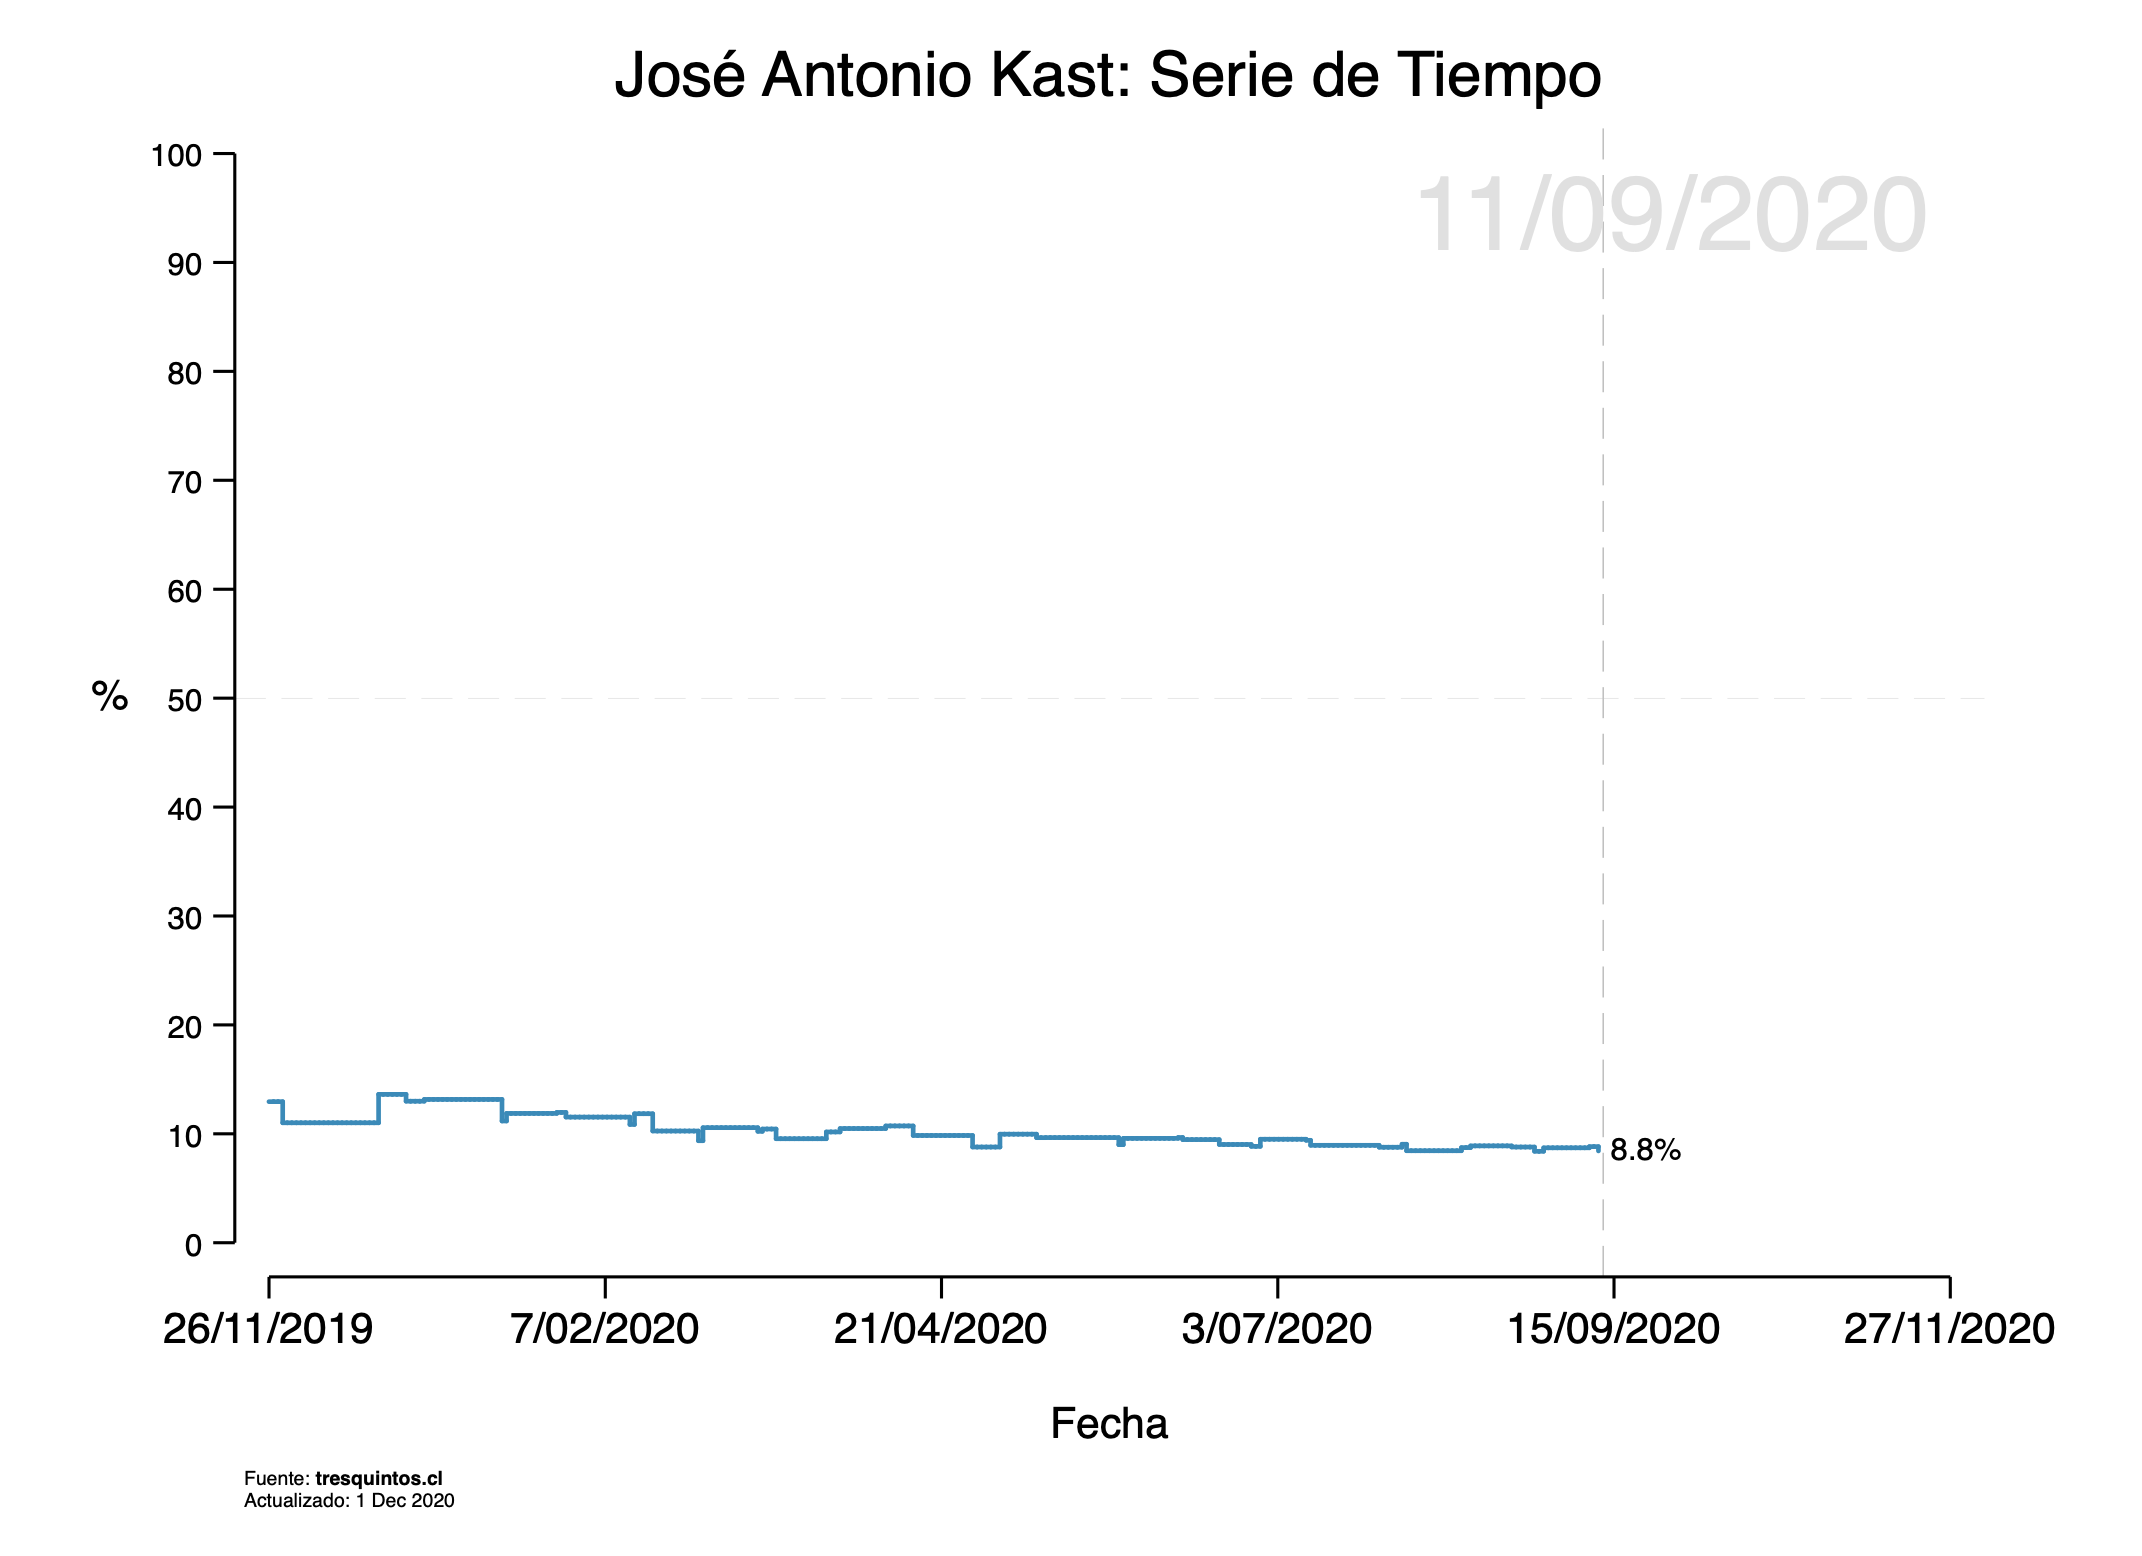 José Antonio Kast: Serie de Tiempo
11/09/2020
100
90
80
70
60
50
40
30
20
10
0
%
8.8%
26/11/2019 7/02/2020 21/04/2020 3/07/2020 15/09/2020 27/11/2020
Fecha
Fuente: tresquintos.cl
Actualizado: 1 Dec 2020